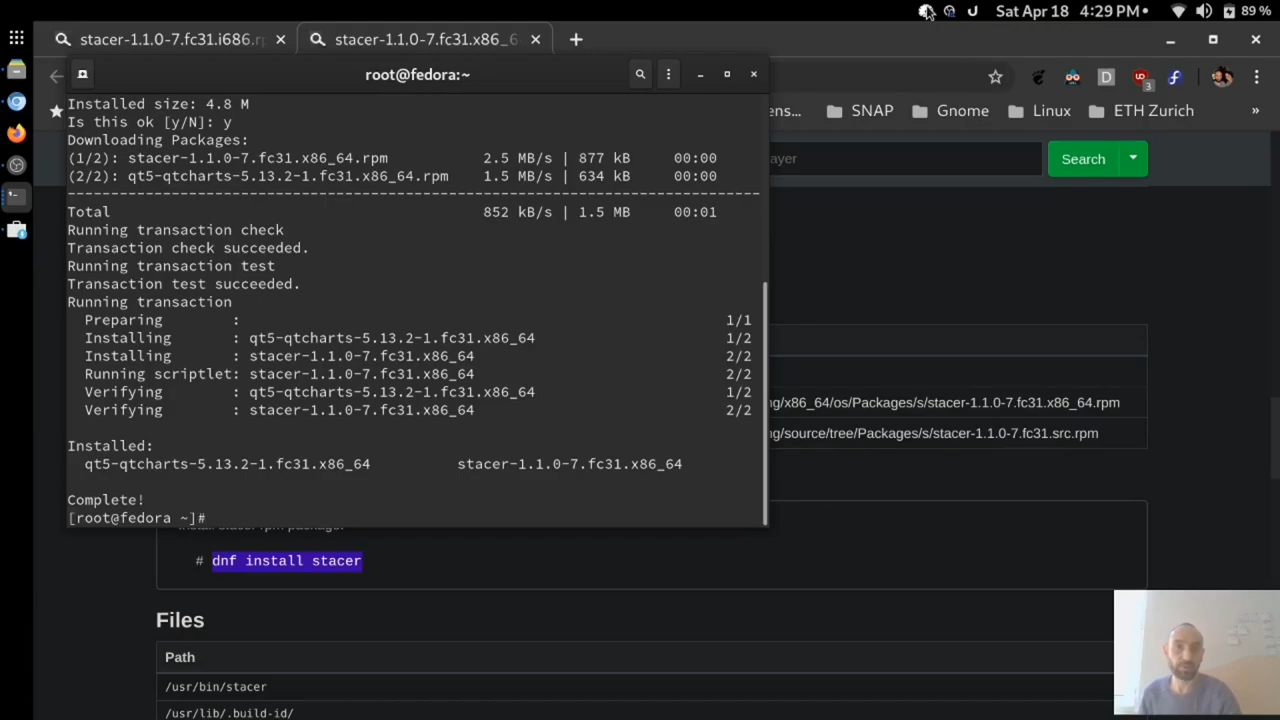 Sat Apr 18 4:29 PM
89 %
stacer-1.1.0-7.fc31.i686.r
stacer-1.1.0-7.fc31.x86_6
root@fedora:~
3
D
ens...
SNAP
Gnome
Linux
ETH Zurich
»
Installed size: 4.8 M
Is this ok [y/N]: y
Downloading Packages:
(1/2): stacer-1.1.0-7.fc31.x86_64.rpm 2.5 MB/s | 877 kB 00:00
(2/2): qt5-qtcharts-5.13.2-1.fc31.x86_64.rpm 1.5 MB/s | 634 kB 00:00
--------------------------------------------------------------------------------
Total 852 kB/s | 1.5 MB 00:01
Running transaction check
Transaction check succeeded.
Running transaction test
Transaction test succeeded.
Running transaction
Preparing : 1/1
Installing : qt5-qtcharts-5.13.2-1.fc31.x86_64 1/2
Installing : stacer-1.1.0-7.fc31.x86_64 2/2
Running scriptlet: stacer-1.1.0-7.fc31.x86_64 2/2
Verifying : qt5-qtcharts-5.13.2-1.fc31.x86_64 1/2
Verifying : stacer-1.1.0-7.fc31.x86_64 2/2
Installed:
qt5-qtcharts-5.13.2-1.fc31.x86_64 stacer-1.1.0-7.fc31.x86_64
Complete!
[root@fedora ~]#
ayer
Search
ng/x86_64/os/Packages/s/stacer-1.1.0-7.fc31.x86_64.rpm
ng/source/tree/Packages/s/stacer-1.1.0-7.fc31.src.rpm
# dnf install stacer
Files
Path
/usr/bin/stacer
/usr/lib/.build-id/